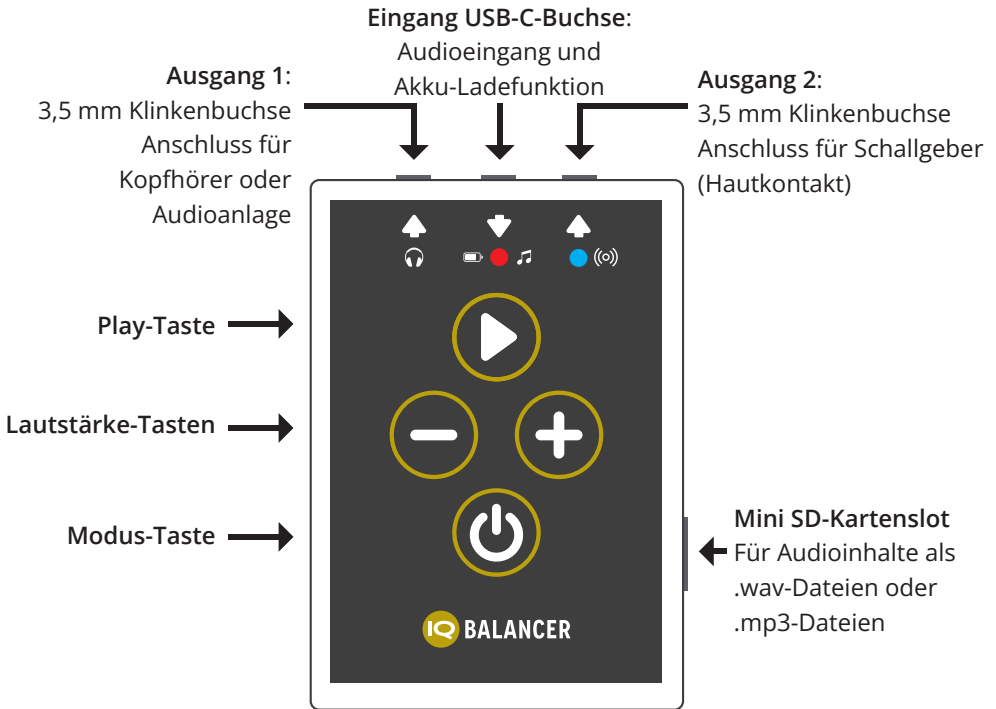 Eingang USB-C-Buchse:
Audioeingang und
Akku-Ladefunktion
Ausgang 1:
3,5 mm Klinkenbuchse
Anschluss für
Kopfhörer oder
Audioanlage
Ausgang 2:
3,5 mm Klinkenbuchse
Anschluss für Schallgeber
(Hautkontakt)
Play-Taste
Lautstärke-Tasten
Modus-Taste
Mini SD-Kartenslot
Für Audioinhalte als
.wav-Dateien oder
.mp3-Dateien
IQ BALANCER